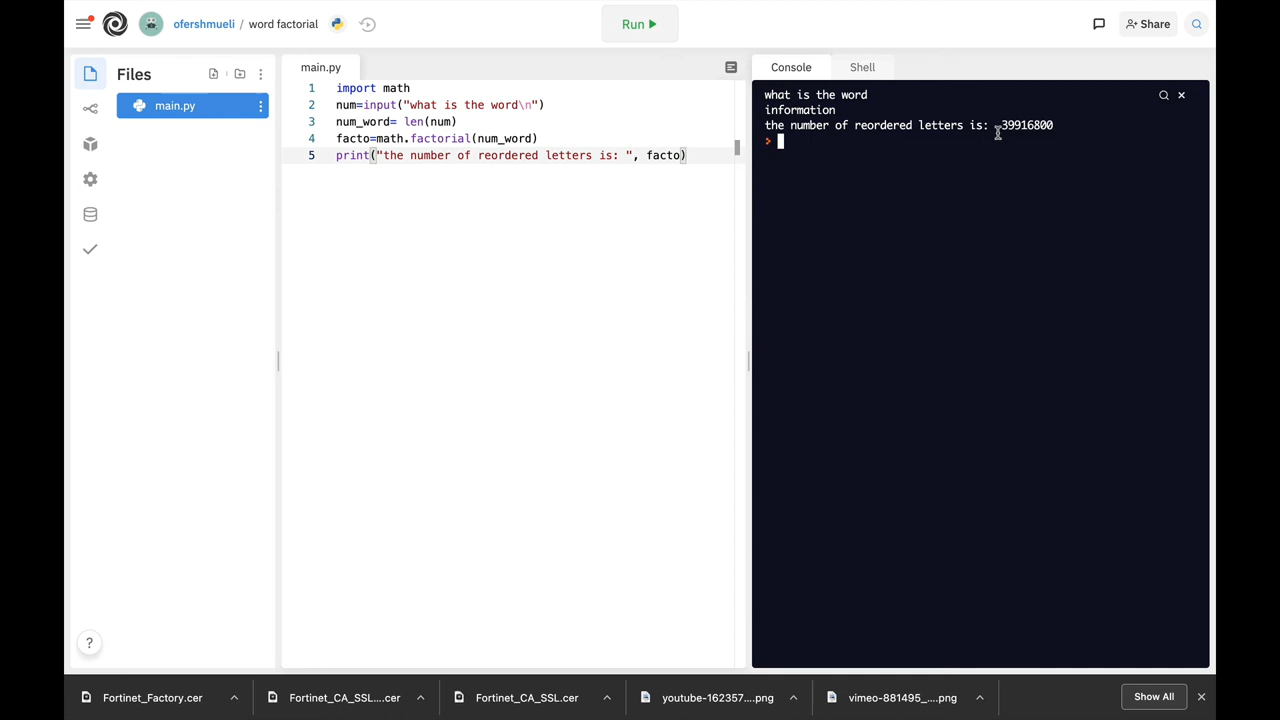 ofershmueli / word factorial
Run
Share
Files
main.py
main.py
1 import math
2 num=input("what is the word\n")
3 num_word= len(num)
4 facto=math.factorial(num_word)
5 print("the number of reordered letters is: ", facto)
Console
Shell
what is the word
information
the number of reordered letters is:  39916800
?
Fortinet_Factory.cer
Fortinet_CA_SSL....cer
Fortinet_CA_SSL.cer
youtube-162357....png
vimeo-881495_....png
Show All